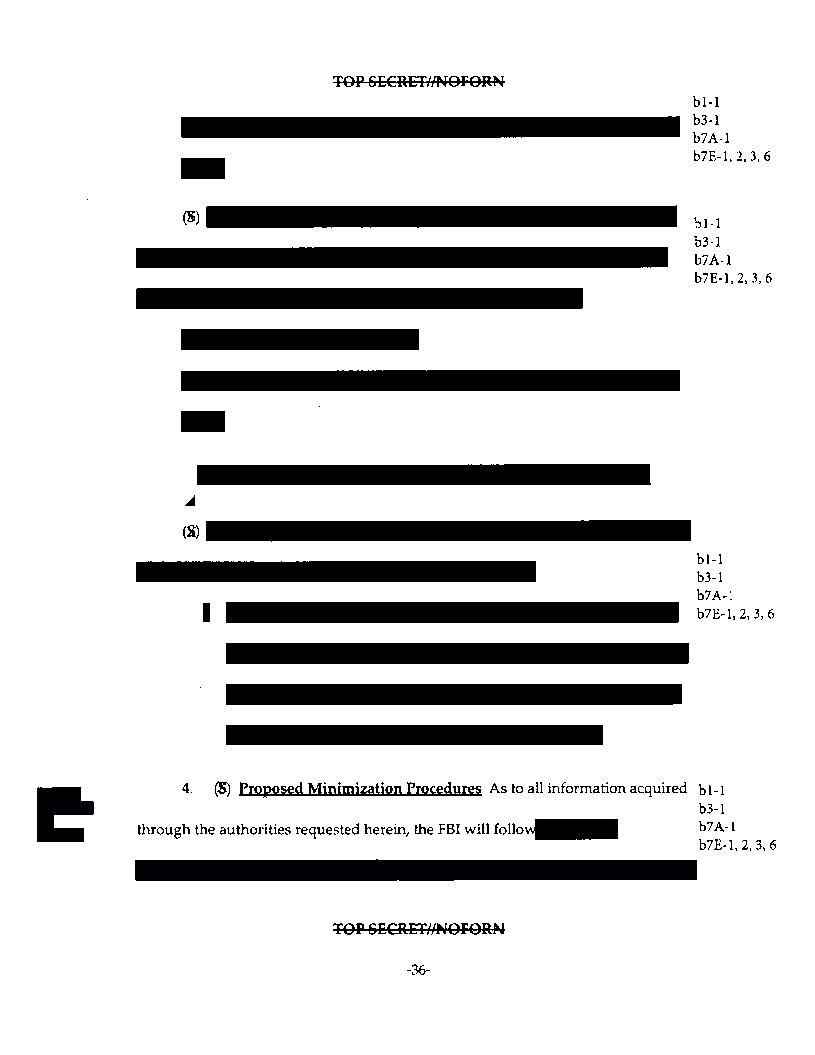 TOP SECRET//NOFORN
b1-1
b3-1
b7A-1
b7E-1, 2, 3, 6
(S)
b1-1
b3-1
b7A-1
b7E-1, 2, 3, 6
(S)
b1-1
b3-1
b7A-1
b7E-1, 2, 3, 6
4. (S) Proposed Minimization Procedures As to all information acquired
b1-1
b3-1
through the authorities requested herein, the FBI will follow
b7A-1
b7E-1, 2, 3, 6
TOP SECRET//NOFORN
-36-